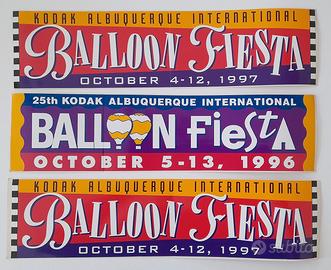 KODAK ALBUQUERQUE INTERNATIONAL
BALLOON FIESTA
OCTOBER 4-12, 1997
25th KODAK ALBUQUERQUE INTERNATIONAL
BALLOON FieStA
OCTOBER 5-13, 1996
KODAK ALBUQUERQUE INTERNATIONAL
BALLOON FIESTA
OCTOBER 4-12, 1997
subito